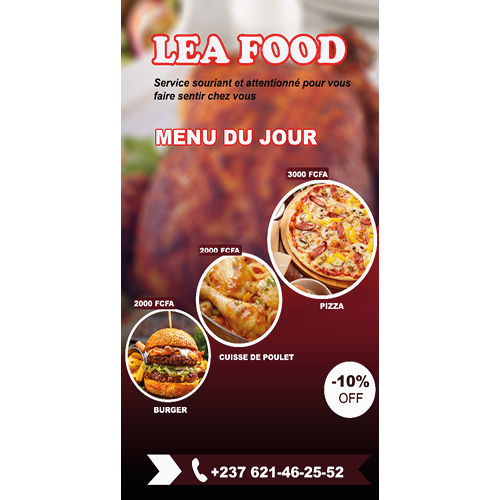 LEA FOOD
Service souriant et attentionné pour vous
faire sentir chez vous
MENU DU JOUR
3000 FCFA
PIZZA
2000 FCFA
CUISSE DE POULET
2000 FCFA
BURGER
-10%
OFF
+237 621-46-25-52